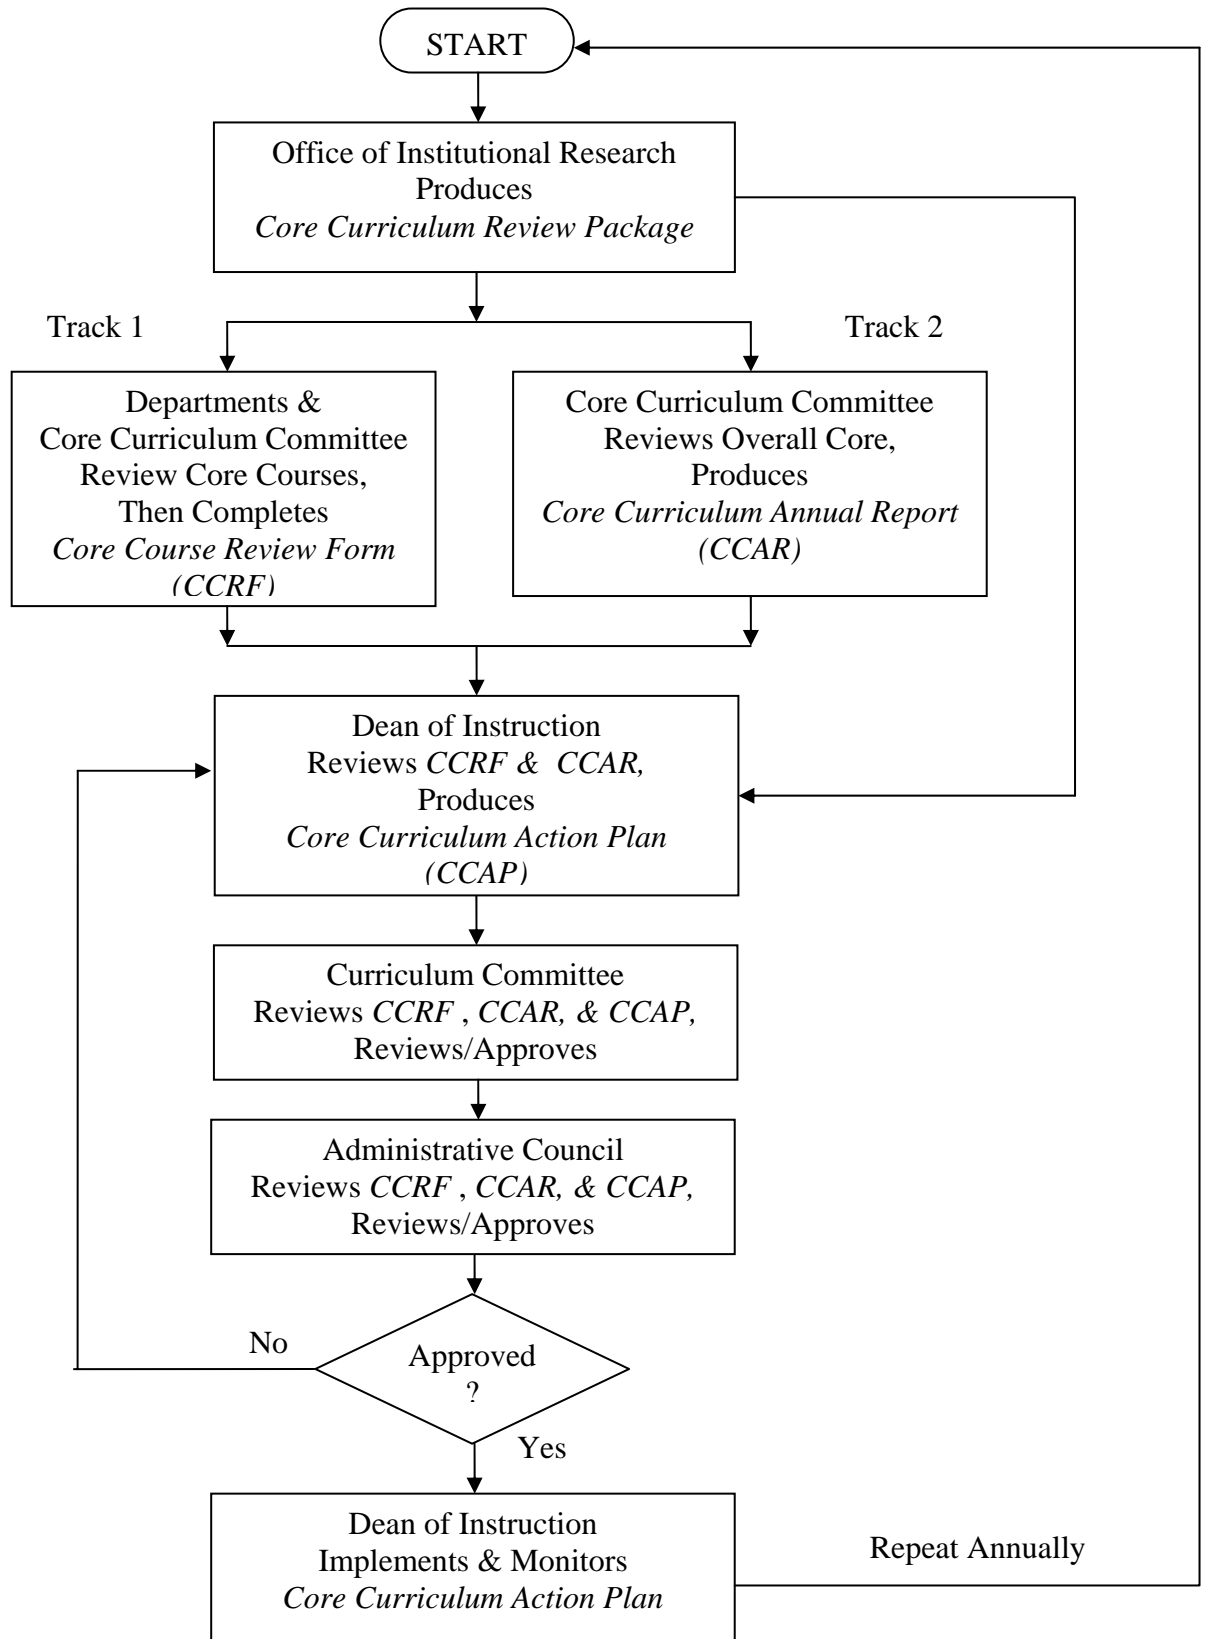 START
Office of Institutional Research
Produces
Core Curriculum Review Package
Track 1
Track 2
Departments &
Core Curriculum Committee
Review Core Courses,
Then Completes
Core Course Review Form
(CCRF)
Core Curriculum Committee
Reviews Overall Core,
Produces
Core Curriculum Annual Report
(CCAR)
Dean of Instruction
Reviews CCRF & CCAR,
Produces
Core Curriculum Action Plan
(CCAP)
Curriculum Committee
Reviews CCRF , CCAR, & CCAP,
Reviews/Approves
Administrative Council
Reviews CCRF , CCAR, & CCAP,
Reviews/Approves
No
Approved
?
Yes
Dean of Instruction
Implements & Monitors
Core Curriculum Action Plan
Repeat Annually